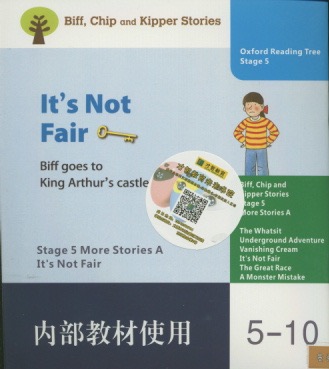 Biff, Chip and Kipper Stories
Oxford Reading Tree
Stage 5
It's Not
Fair
Biff goes to
King Arthur's castle
Biff, Chip and
Kipper Stories
Stage 5
More Stories A
The Whatsit
Underground Adventure
Vanishing Cream
It's Not Fair
The Great Race
A Monster Mistake
Stage 5 More Stories A
It's Not Fair
内部教材使用
5-10